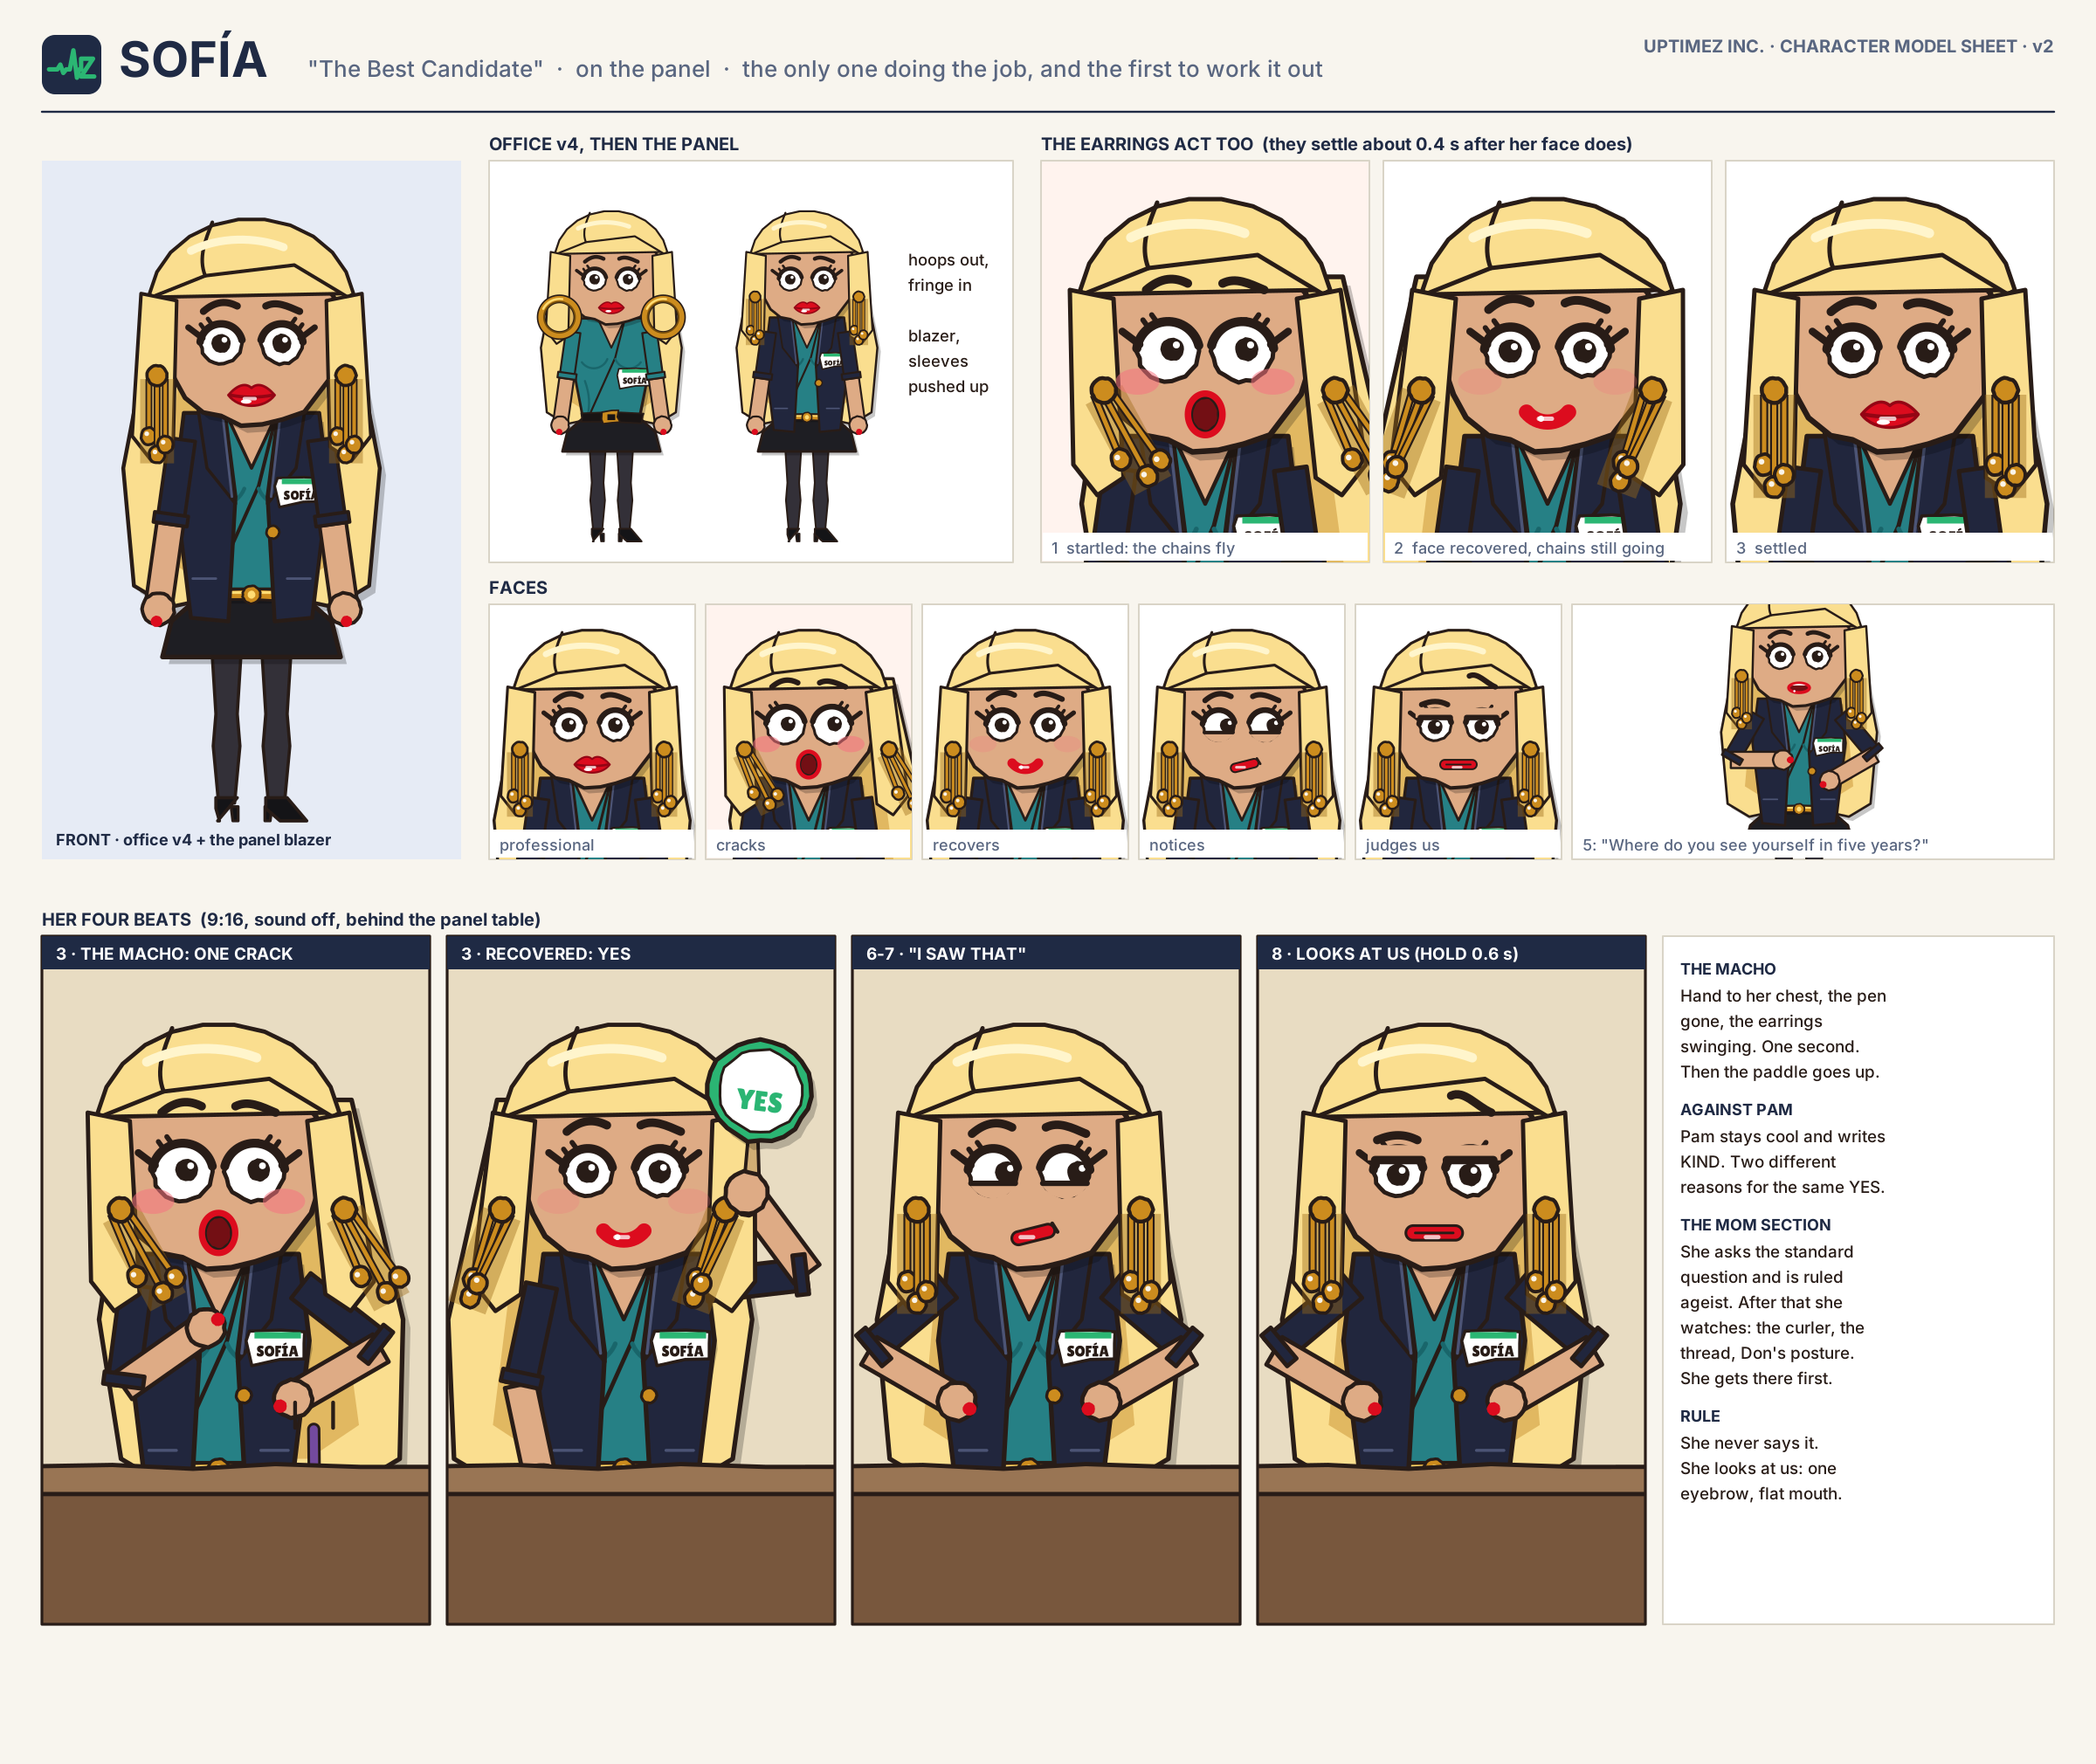 SOFÍA
"The Best Candidate" · on the panel · the only one doing the job, and the first to work it out
UPTIMEZ INC. · CHARACTER MODEL SHEET · v2
FRONT · office v4 + the panel blazer
SOFÍA
OFFICE v4, THEN THE PANEL
SOFÍA
SOFÍA
hoops out,
fringe in
blazer,
sleeves
pushed up
THE EARRINGS ACT TOO (they settle about 0.4 s after her face does)
1 startled: the chains fly
2 face recovered, chains still going
3 settled
FACES
professional
cracks
recovers
notices
judges us
SOFÍA
5: "Where do you see yourself in five years?"
HER FOUR BEATS (9:16, sound off, behind the panel table)
3 · THE MACHO: ONE CRACK
SOFÍA
3 · RECOVERED: YES
YES
SOFÍA
6-7 · "I SAW THAT"
SOFÍA
8 · LOOKS AT US (HOLD 0.6 s)
SOFÍA
THE MACHO
Hand to her chest, the pen
gone, the earrings
swinging. One second.
Then the paddle goes up.
AGAINST PAM
Pam stays cool and writes
KIND. Two different
reasons for the same YES.
THE MOM SECTION
She asks the standard
question and is ruled
ageist. After that she
watches: the curler, the
thread, Don's posture.
She gets there first.
RULE
She never says it.
She looks at us: one
eyebrow, flat mouth.